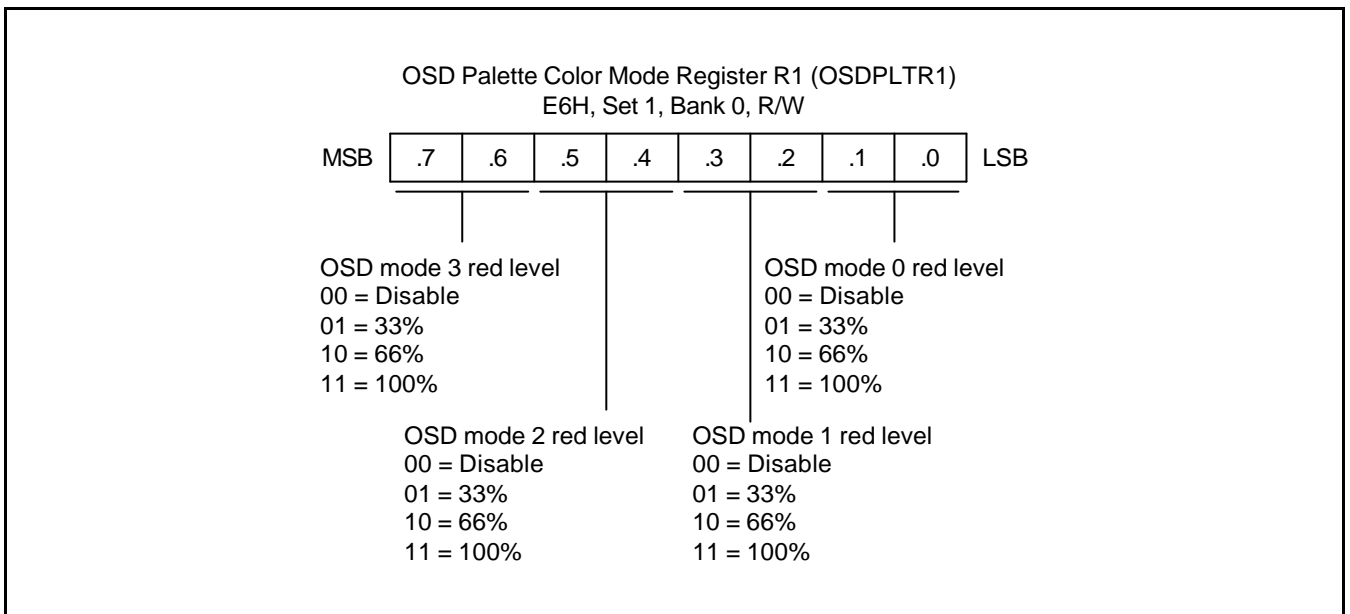 OSD Palette Color Mode Register R1 (OSDPLTR1)
E6H, Set 1, Bank 0, R/W
MSB .7 .6 .5 .4 .3 .2 .1 .0 LSB
OSD mode 3 red level
00 = Disable
01 = 33%
10 = 66%
11 = 100%
OSD mode 0 red level
00 = Disable
01 = 33%
10 = 66%
11 = 100%
OSD mode 2 red level
00 = Disable
01 = 33%
10 = 66%
11 = 100%
OSD mode 1 red level
00 = Disable
01 = 33%
10 = 66%
11 = 100%